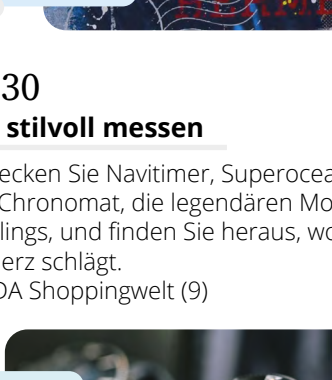 30
stilvoll messen
ecken Sie Navitimer, Superocea
Chronomat, die legendären Mo
lings, und finden Sie heraus, wo
erz schlägt.
DA Shoppingwelt (9)